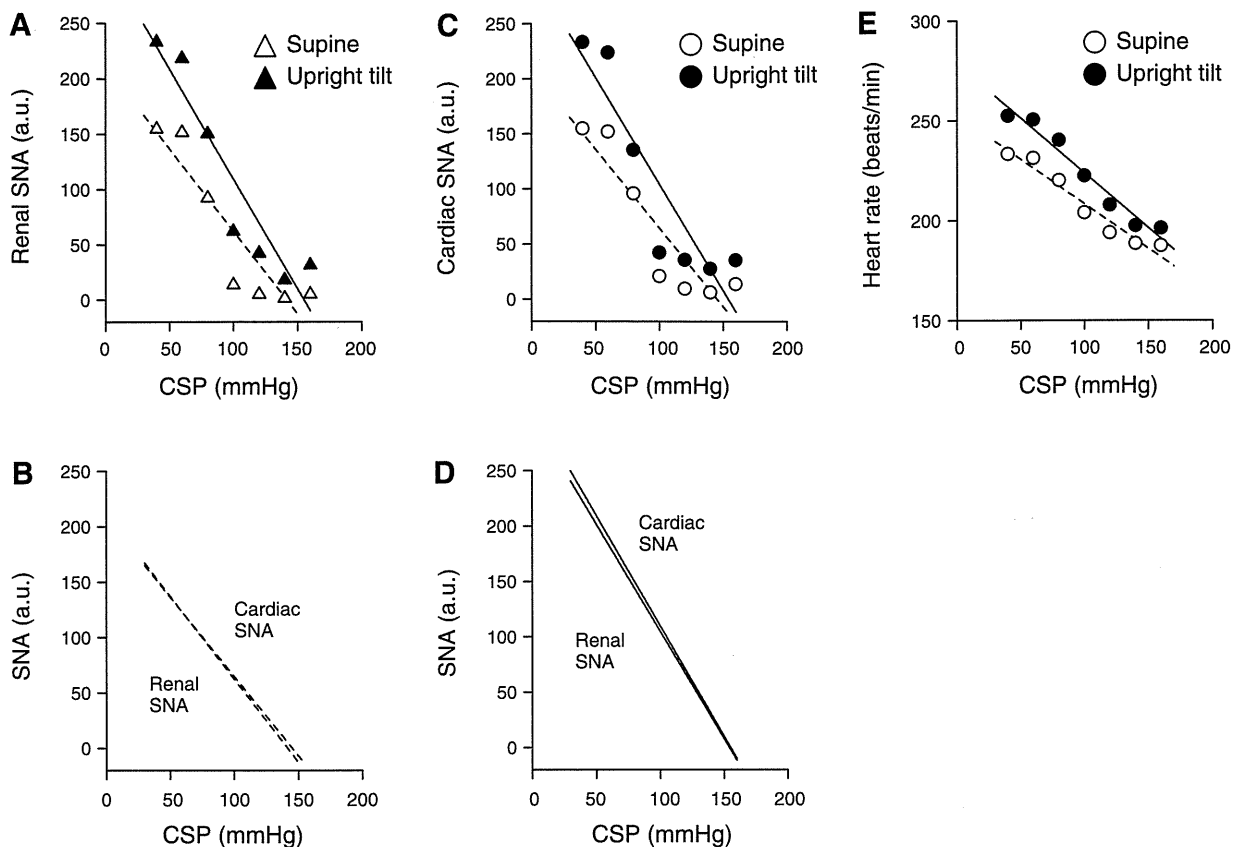 A
Renal SNA (a.u.)
250
200
150
100
50
0
Supine
Upright tilt
0 50 100 150 200
CSP (mmHg)
C
Cardiac SNA (a.u.)
250
200
150
100
50
0
Supine
Upright tilt
0 50 100 150 200
CSP (mmHg)
E
Heart rate (beats/min)
300
250
200
150
Supine
Upright tilt
0 50 100 150 200
CSP (mmHg)
B
SNA (a.u.)
250
200
150
100
50
0
Cardiac
SNA
Renal
SNA
0 50 100 150 200
CSP (mmHg)
D
SNA (a.u.)
250
200
150
100
50
0
Cardiac
SNA
Renal
SNA
0 50 100 150 200
CSP (mmHg)